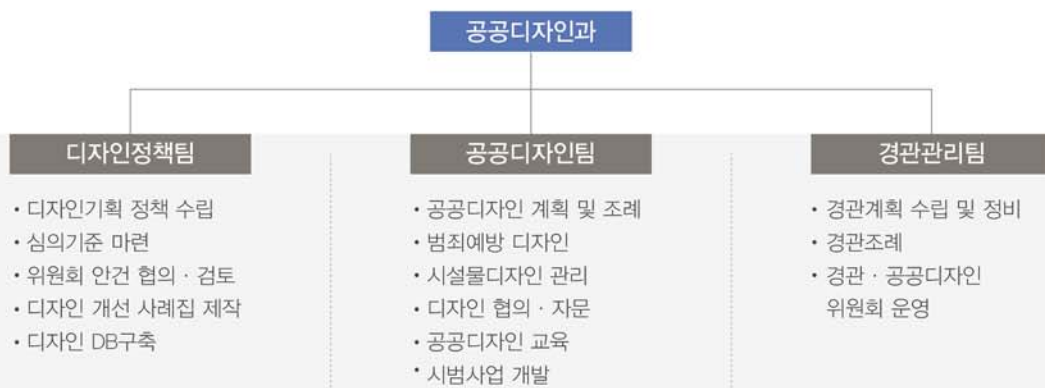 공공디자인과
디자인정책팀
• 디자인기획 정책 수립
• 심의기준 마련
• 위원회 안건 협의 · 검토
• 디자인 개선 사례집 제작
• 디자인 DB구축
공공디자인팀
• 공공디자인 계획 및 조례
• 범죄예방 디자인
• 시설물디자인 관리
• 디자인 협의 · 자문
• 공공디자인 교육
• 시범사업 개발
경관관리팀
• 경관계획 수립 및 정비
• 경관조례
• 경관 · 공공디자인
위원회 운영